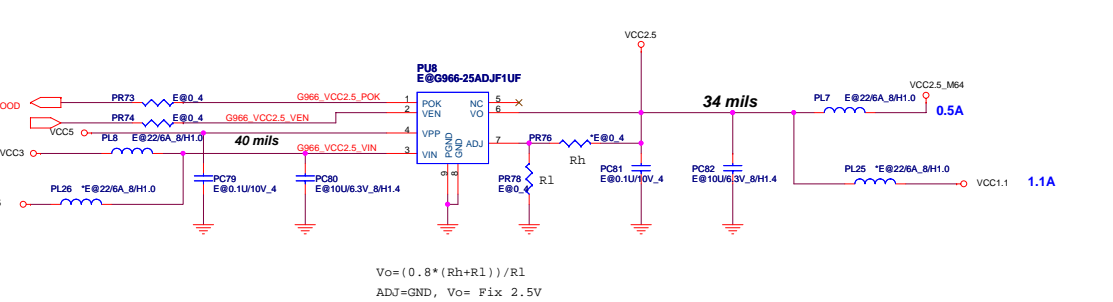 VCC2.5
PU8
E@G966-25ADJF1UF
OOD
PR73
E@0_4
G966_VCC2.5_POK
1
POK
NC
5
PR74
E@0_4
G966_VCC2.5_VEN
2
VEN
VO
6
34 mils
PL7
E@22/6A_8/H1.0
VCC2.5_M64
0.5A
VCC5
4
VPP
VCC3
PL8
E@22/6A_8/H1.0
40 mils
G966_VCC2.5_VIN
3
VIN
PGND
GND
9
8
ADJ
7
PR76
*E@0_4
Rh
PL26
*E@22/6A_8/H1.0
PC79
E@0.1U/10V_4
PC80
E@10U/6.3V_8/H1.4
PR78
E@0_4
Rl
PC81
E@0.1U/10V_4
PC82
E@10U/6.3V_8/H1.4
PL25
*E@22/6A_8/H1.0
VCC1.1
1.1A
Vo=(0.8*(Rh+Rl))/Rl
ADJ=GND, Vo= Fix 2.5V